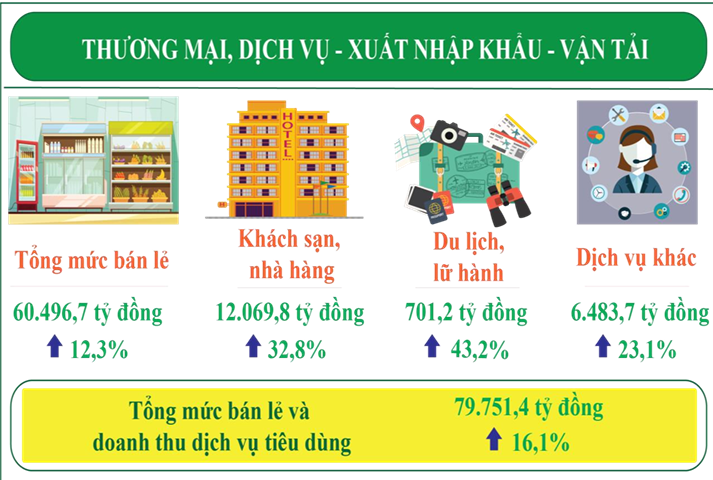 THƯƠNG MẠI, DỊCH VỤ - XUẤT NHẬP KHẨU - VẬN TẢI
HOTEL
Tổng mức bán lẻ
Khách sạn,
nhà hàng
Du lịch,
lữ hành
Dịch vụ khác
60.496,7 tỷ đồng
12.069,8 tỷ đồng
701,2 tỷ đồng
6.483,7 tỷ đồng
12,3%
32,8%
43,2%
23,1%
Tổng mức bán lẻ và
doanh thu dịch vụ tiêu dùng
79.751,4 tỷ đồng
16,1%